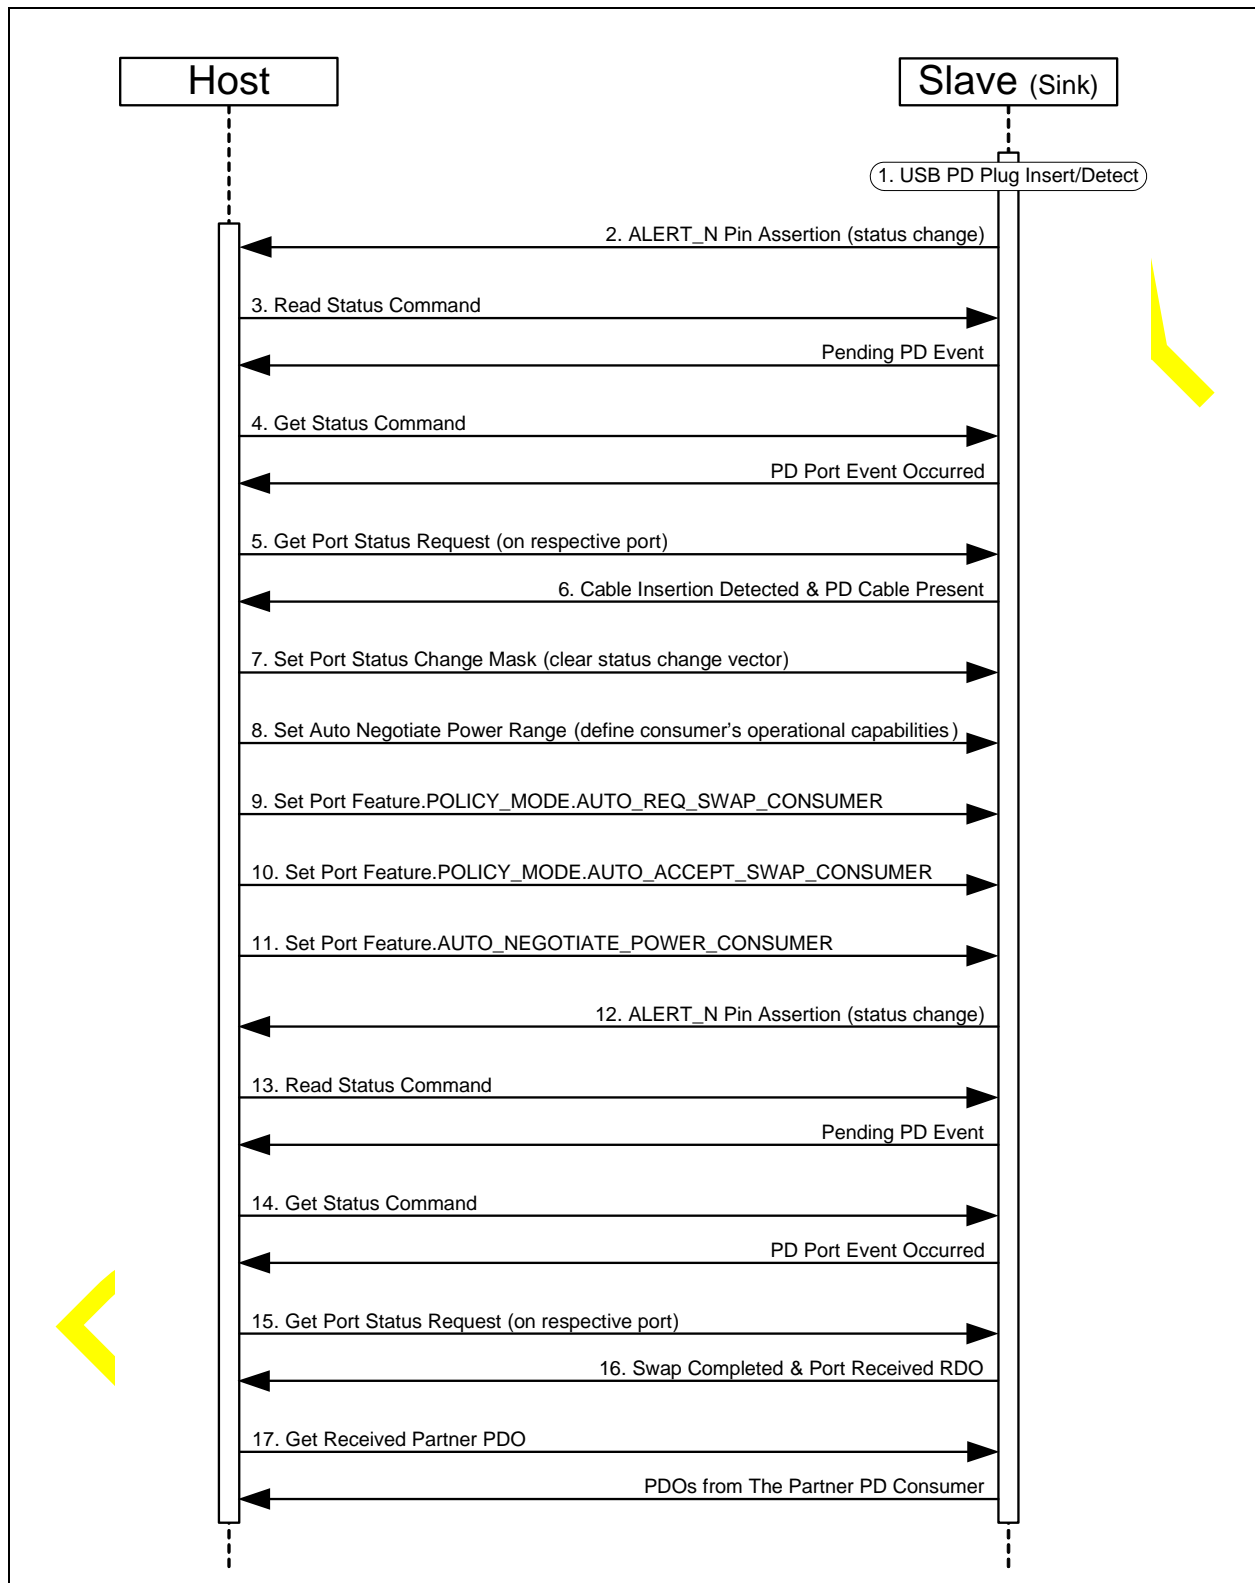 Host
Slave (Sink)
1. USB PD Plug Insert/Detect
2. ALERT_N Pin Assertion (status change)
3. Read Status Command
Pending PD Event
4. Get Status Command
PD Port Event Occurred
5. Get Port Status Request (on respective port)
6. Cable Insertion Detected & PD Cable Present
7. Set Port Status Change Mask (clear status change vector)
8. Set Auto Negotiate Power Range (define consumer’s operational capabilities)
9. Set Port Feature.POLICY_MODE.AUTO_REQ_SWAP_CONSUMER
10. Set Port Feature.POLICY_MODE.AUTO_ACCEPT_SWAP_CONSUMER
11. Set Port Feature.AUTO_NEGOTIATE_POWER_CONSUMER
12. ALERT_N Pin Assertion (status change)
13. Read Status Command
Pending PD Event
14. Get Status Command
PD Port Event Occurred
15. Get Port Status Request (on respective port)
16. Swap Completed & Port Received RDO
17. Get Received Partner PDO
PDOs from The Partner PD Consumer